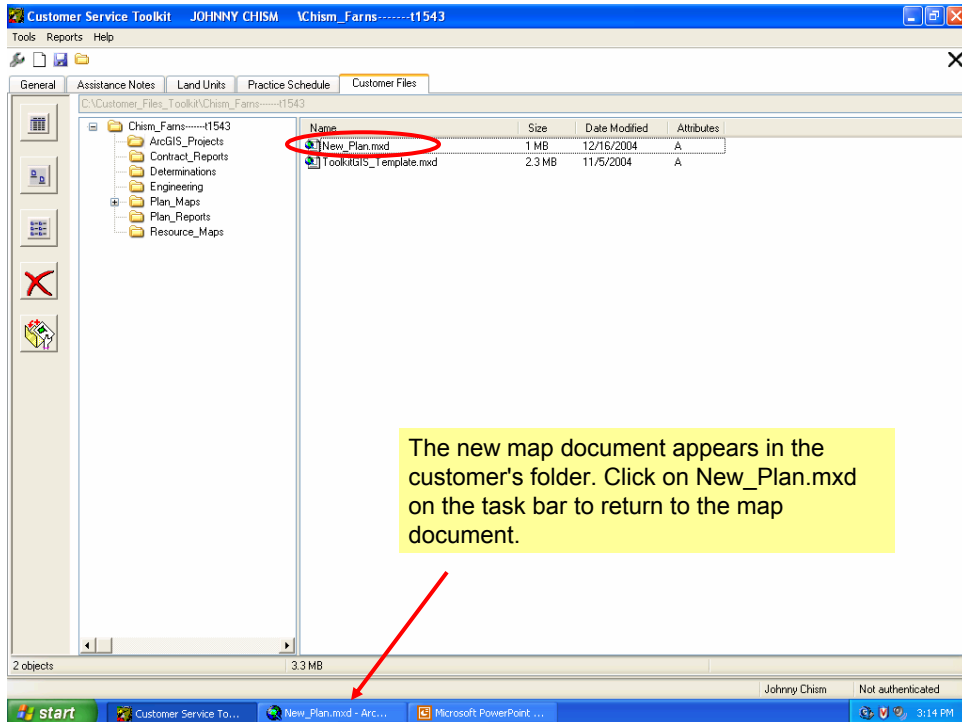 Customer Service Toolkit JOHNNY CHISM \Chism_Farns-------t1543
Tools Reports Help
General Assistance Notes Land Units Practice Schedule Customer Files
C:\Customer_Files_Toolkit\Chism_Farns-------t1543
Chism_Farns-------t1543
ArcGIS_Projects
Contract_Reports
Determinations
Engineering
Plan_Maps
Plan_Reports
Resource_Maps
Name Size Date Modified Attributes
New_Plan.mxd 1 MB 12/16/2004 A
ToolkitGIS_Template.mxd 2.3 MB 11/5/2004 A
The new map document appears in the
customer's folder. Click on New_Plan.mxd
on the task bar to return to the map
document.
2 objects 3.3 MB
Johnny Chism Not authenticated
start Customer Service To... New_Plan.mxd - Arc... Microsoft PowerPoint ... 3:14 PM